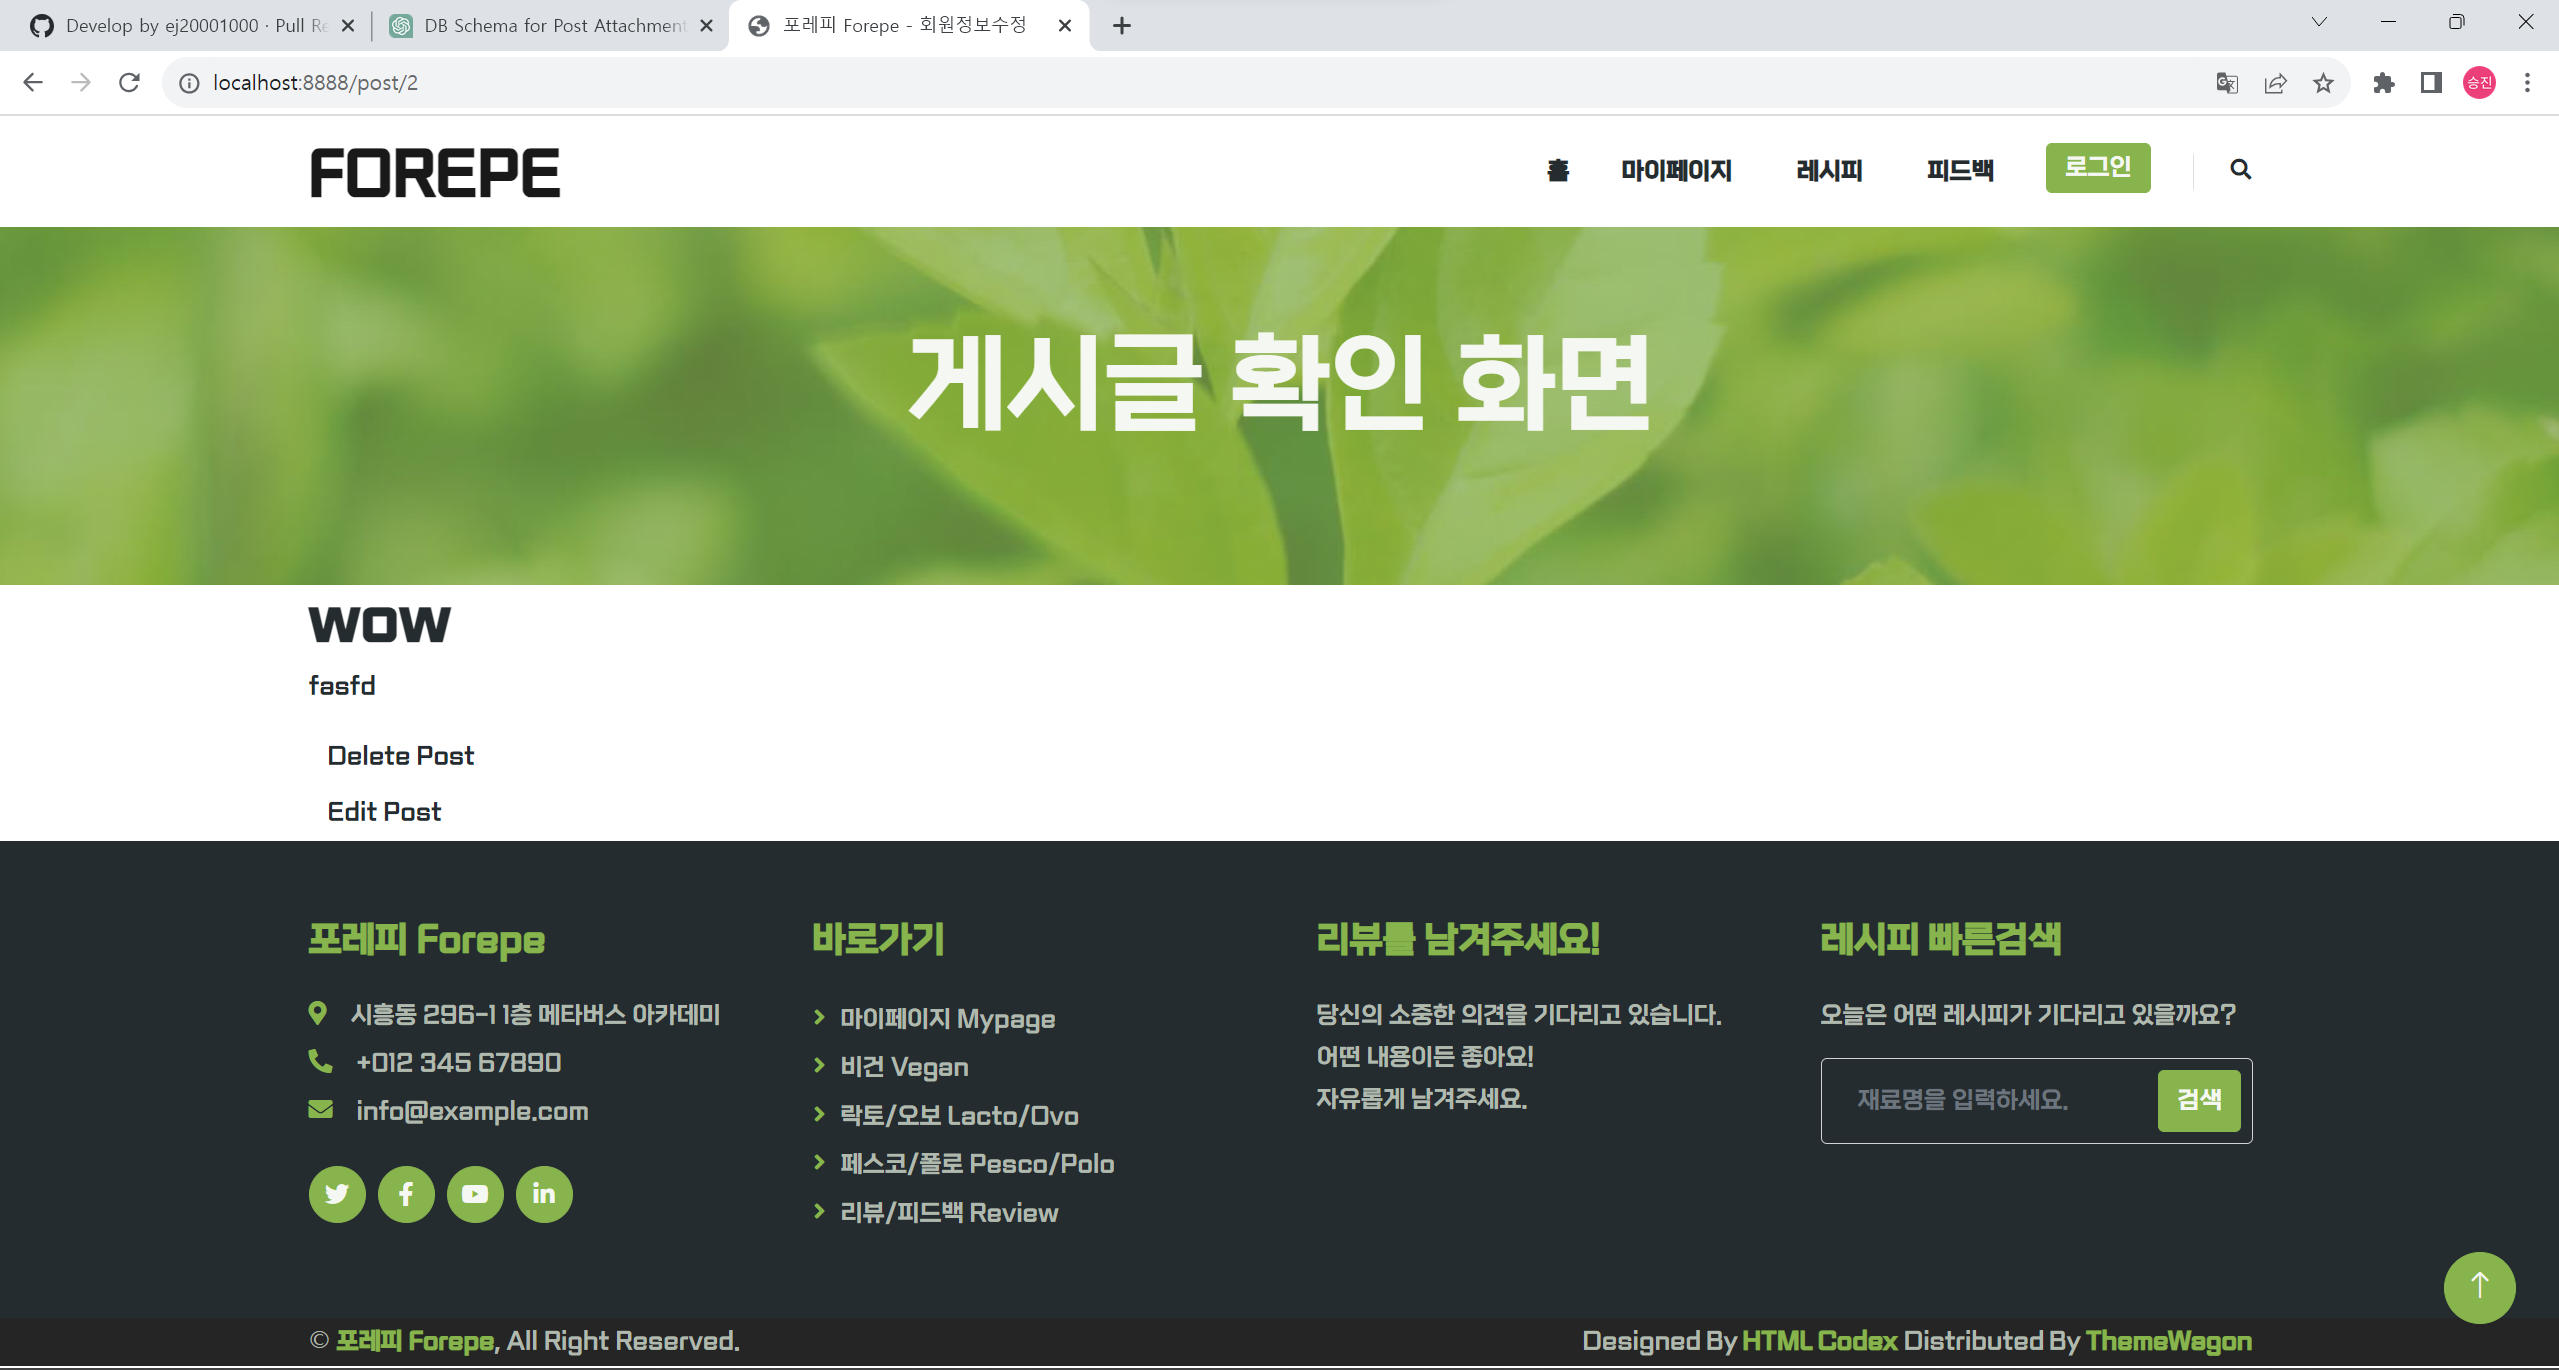 Develop by ej20001000 · Pull Re
DB Schema for Post Attachment
포레피 Forepe - 회원정보수정
localhost:8888/post/2
승진
FOREPE
홈
마이페이지
레시피
피드백
로그인
게시글 확인 화면
wow
fasfd
Delete Post
Edit Post
포레피 Forepe
시흥동 296-1 1층 메타버스 아카데미
+012 345 67890
info@example.com
바로가기
마이페이지 Mypage
비건 Vegan
락토/오보 Lacto/Ovo
페스코/폴로 Pesco/Polo
리뷰/피드백 Review
리뷰를 남겨주세요!
당신의 소중한 의견을 기다리고 있습니다.
어떤 내용이든 좋아요!
자유롭게 남겨주세요.
레시피 빠른검색
오늘은 어떤 레시피가 기다리고 있을까요?
재료명을 입력하세요.
검색
© 포레피 Forepe, All Right Reserved.
Designed By HTML Codex Distributed By ThemeWagon